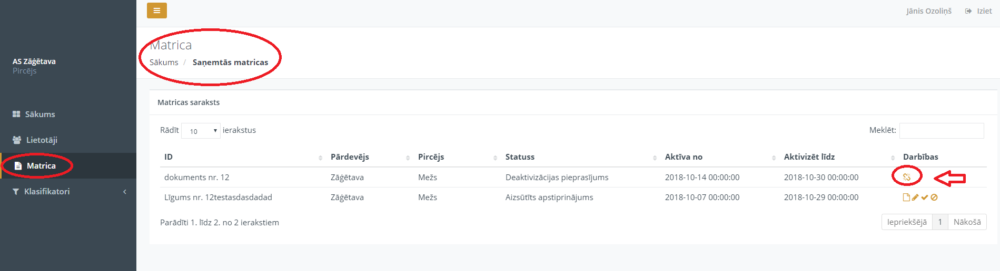 Jānis Ozoliņš Iziet
Matrica
Sākums / Saņemtās matricas
AS Zāģētava
Pircējs
Sākums
Lietotāji
Matrica
Klasifikatori
Matricas saraksts
Rādīt 10 ierakstus Meklēt:
ID Pārdevējs Pircējs Statuss Aktīva no Aktivizēt līdz Darbības
dokuments nr. 12 Zāģētava Mežs Deaktivizācijas pieprasījums 2018-10-14 00:00:00 2018-10-30 00:00:00
Līgums nr. 12testasdasdadad Zāģētava Mežs Aizsūtīts apstiprinājums 2018-10-07 00:00:00 2018-10-29 00:00:00
Parādīti 1. līdz 2. no 2 ierakstiem
Iepriekšējā 1 Nākošā